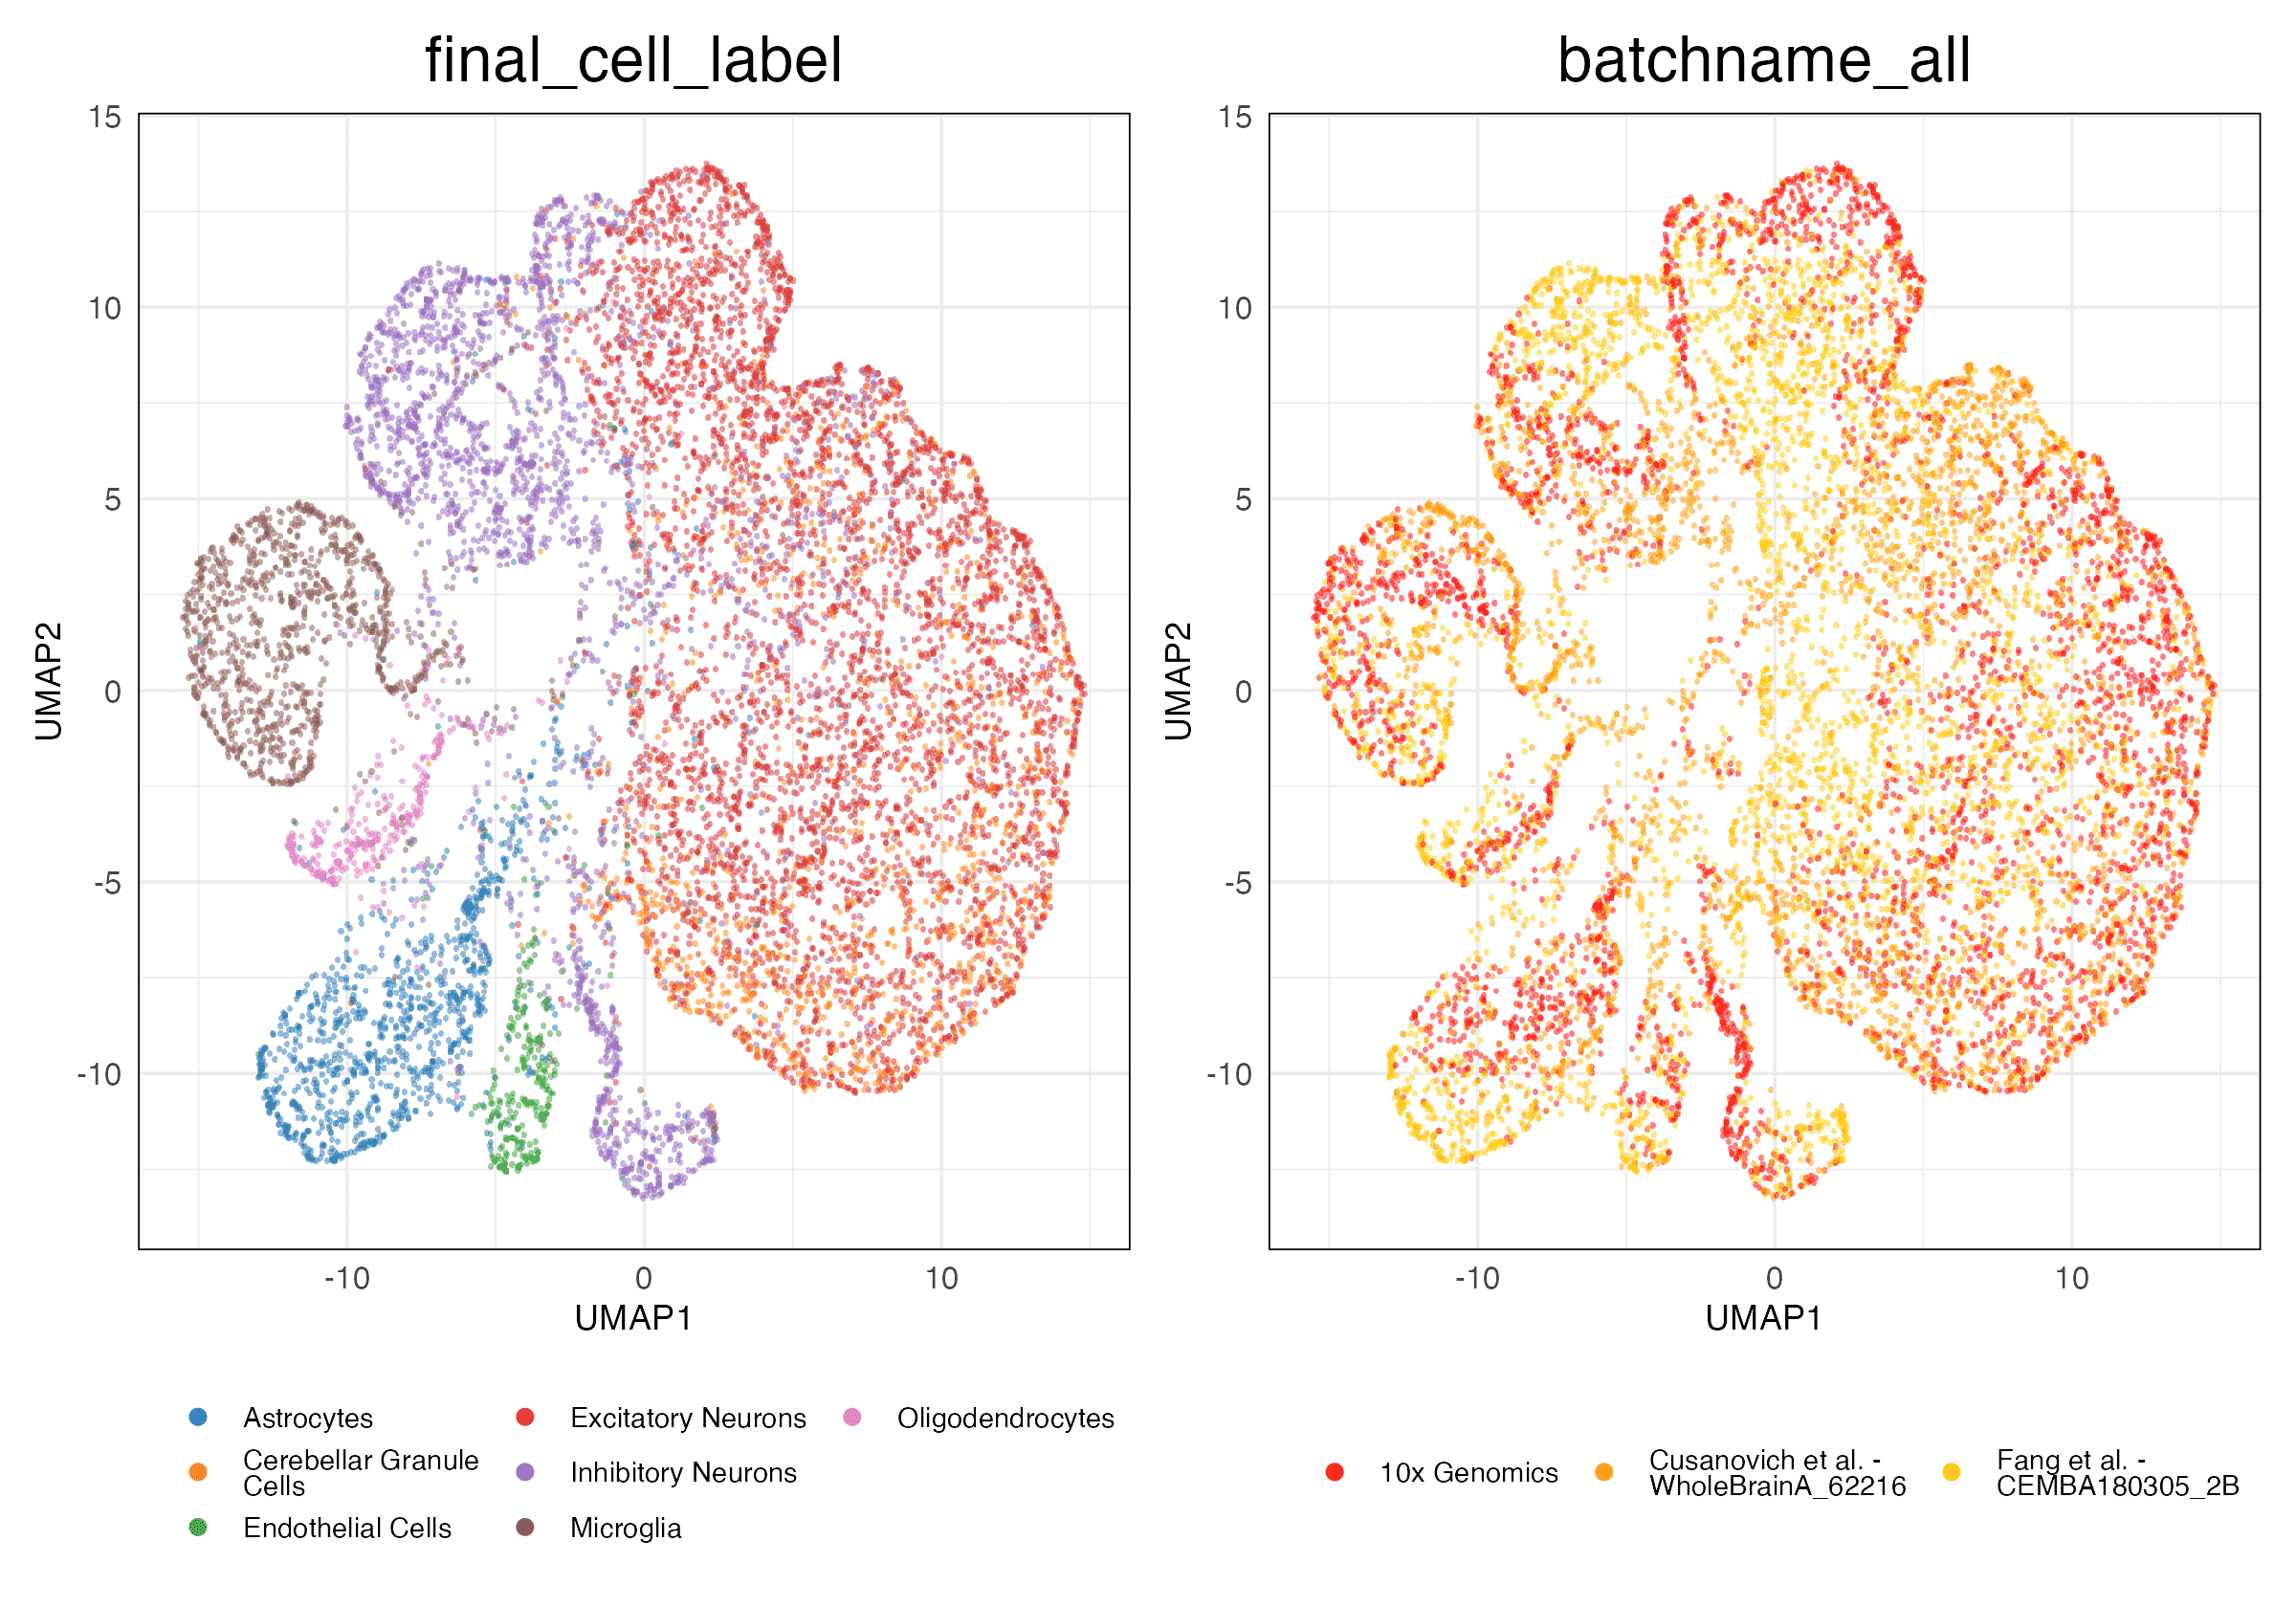 final_cell_label
batchname_all
15
10
5
0
-5
-10
UMAP2
-10
0
10
UMAP1
15
10
5
0
-5
-10
UMAP2
-10
0
10
UMAP1
Astrocytes
Cerebellar Granule
Cells
Endothelial Cells
Excitatory Neurons
Inhibitory Neurons
Microglia
Oligodendrocytes
10x Genomics
Cusanovich et al. -
WholeBrainA_62216
Fang et al. -
CEMBA180305_2B